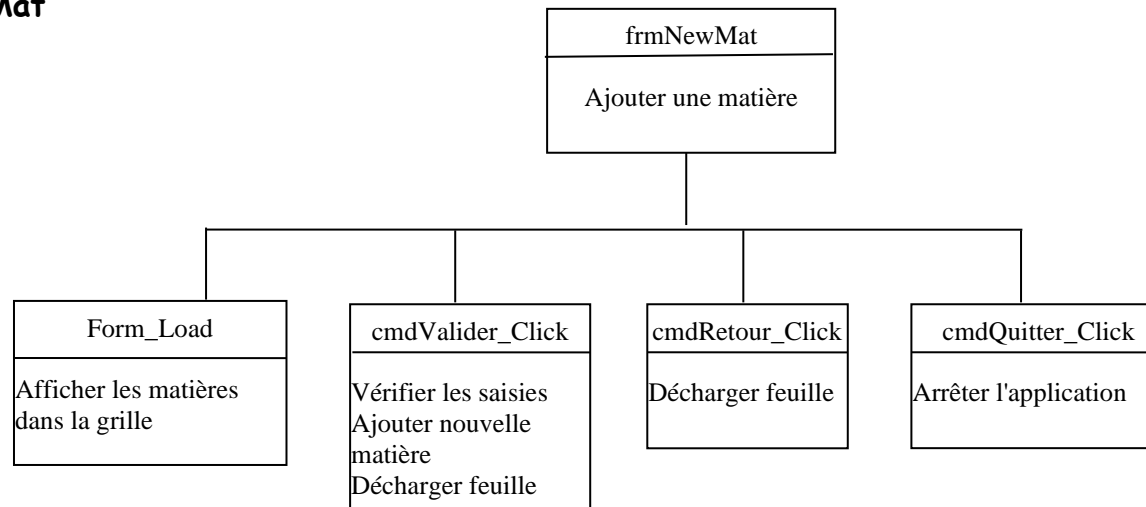 Mat
frmNewMat
Ajouter une matière
Form_Load
Afficher les matières
dans la grille
cmdValider_Click
Vérifier les saisies
Ajouter nouvelle
matière
Décharger feuille
cmdRetour_Click
Décharger feuille
cmdQuitter_Click
Arrêter l'application